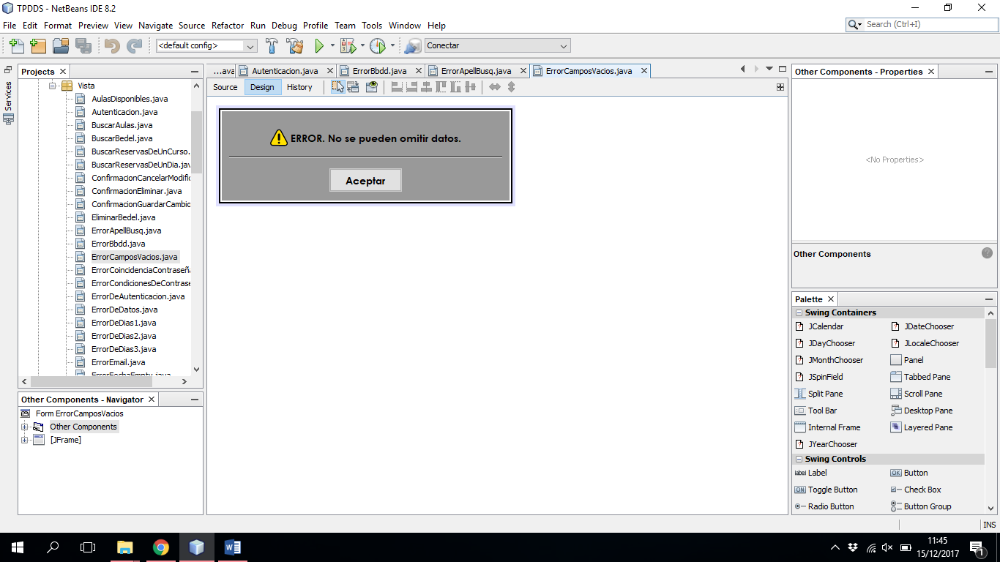 TPDDS - NetBeans IDE 8.2
File Edit Format Preview View Navigate Source Refactor Run Debug Profile Team Tools Window Help
Search (Ctrl+I)
<default config>
Conectar
Services
Projects
Vista
AulasDisponibles.java
Autenticacion.java
BuscarAulas.java
BuscarBedel.java
BuscarReservasDeUnCurso.
BuscarReservasDeUnDia.jav
ConfirmacionCancelarModific
ConfirmacionEliminar.java
ConfirmacionGuardarCambio
EliminarBedel.java
ErrorApellBusq.java
ErrorBbdd.java
ErrorCamposVacios.java
ErrorCoincidenciaContraseña
ErrorCondicionesDeContrase
ErrorDeAutenticacion.java
ErrorDeDatos.java
ErrorDeDias1.java
ErrorDeDias2.java
ErrorDeDias3.java
ErrorEmail.java
ErrorFechaEmpty.java
Other Components - Navigator
Form ErrorCamposVacios
Other Components
[JFrame]
...ava Autenticacion.java ErrorBbdd.java ErrorApellBusq.java ErrorCamposVacios.java
Source Design History
ERROR. No se pueden omitir datos.
Aceptar
Other Components - Properties
<No Properties>
Other Components
?
Palette
Swing Containers
JCalendar JDateChooser
JDayChooser JLocaleChooser
JMonthChooser Panel
JSpinField Tabbed Pane
Split Pane Scroll Pane
Tool Bar Desktop Pane
Internal Frame Layered Pane
JYearChooser
Swing Controls
label Label OK Button
ON Toggle Button Check Box
Radio Button Button Group
INS
11:45
15/12/2017
1